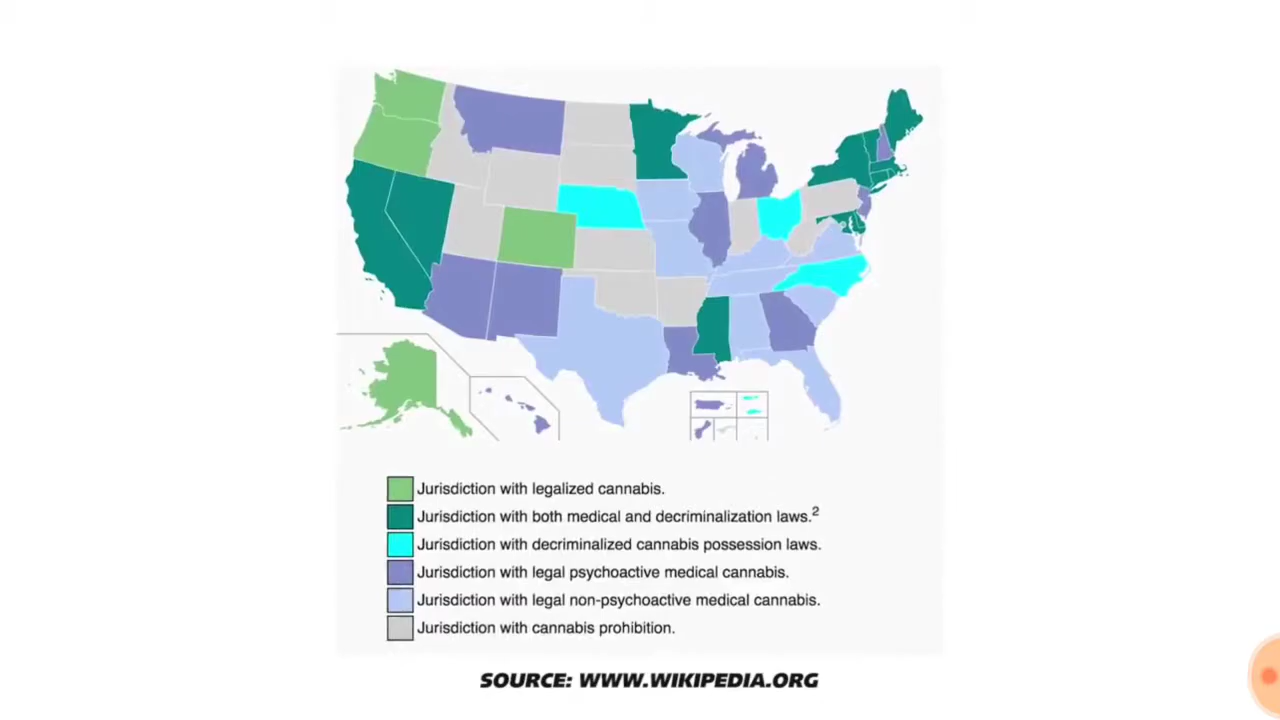 Jurisdiction with legalized cannabis.
Jurisdiction with both medical and decriminalization laws.2
Jurisdiction with decriminalized cannabis possession laws.
Jurisdiction with legal psychoactive medical cannabis.
Jurisdiction with legal non-psychoactive medical cannabis.
Jurisdiction with cannabis prohibition.
SOURCE: WWW.WIKIPEDIA.ORG